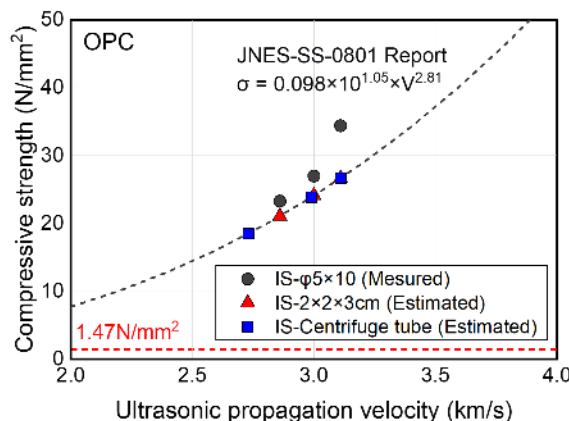 50
40
30
20
10
0
Compressive strength (N/mm²)
OPC
JNES-SS-0801 Report
σ = 0.098×10^1.05×V^2.81
IS-φ5×10 (Mesured)
IS-2×2×3cm (Estimated)
IS-Centrifuge tube (Estimated)
1.47N/mm²
2.0 2.5 3.0 3.5 4.0
Ultrasonic propagation velocity (km/s)